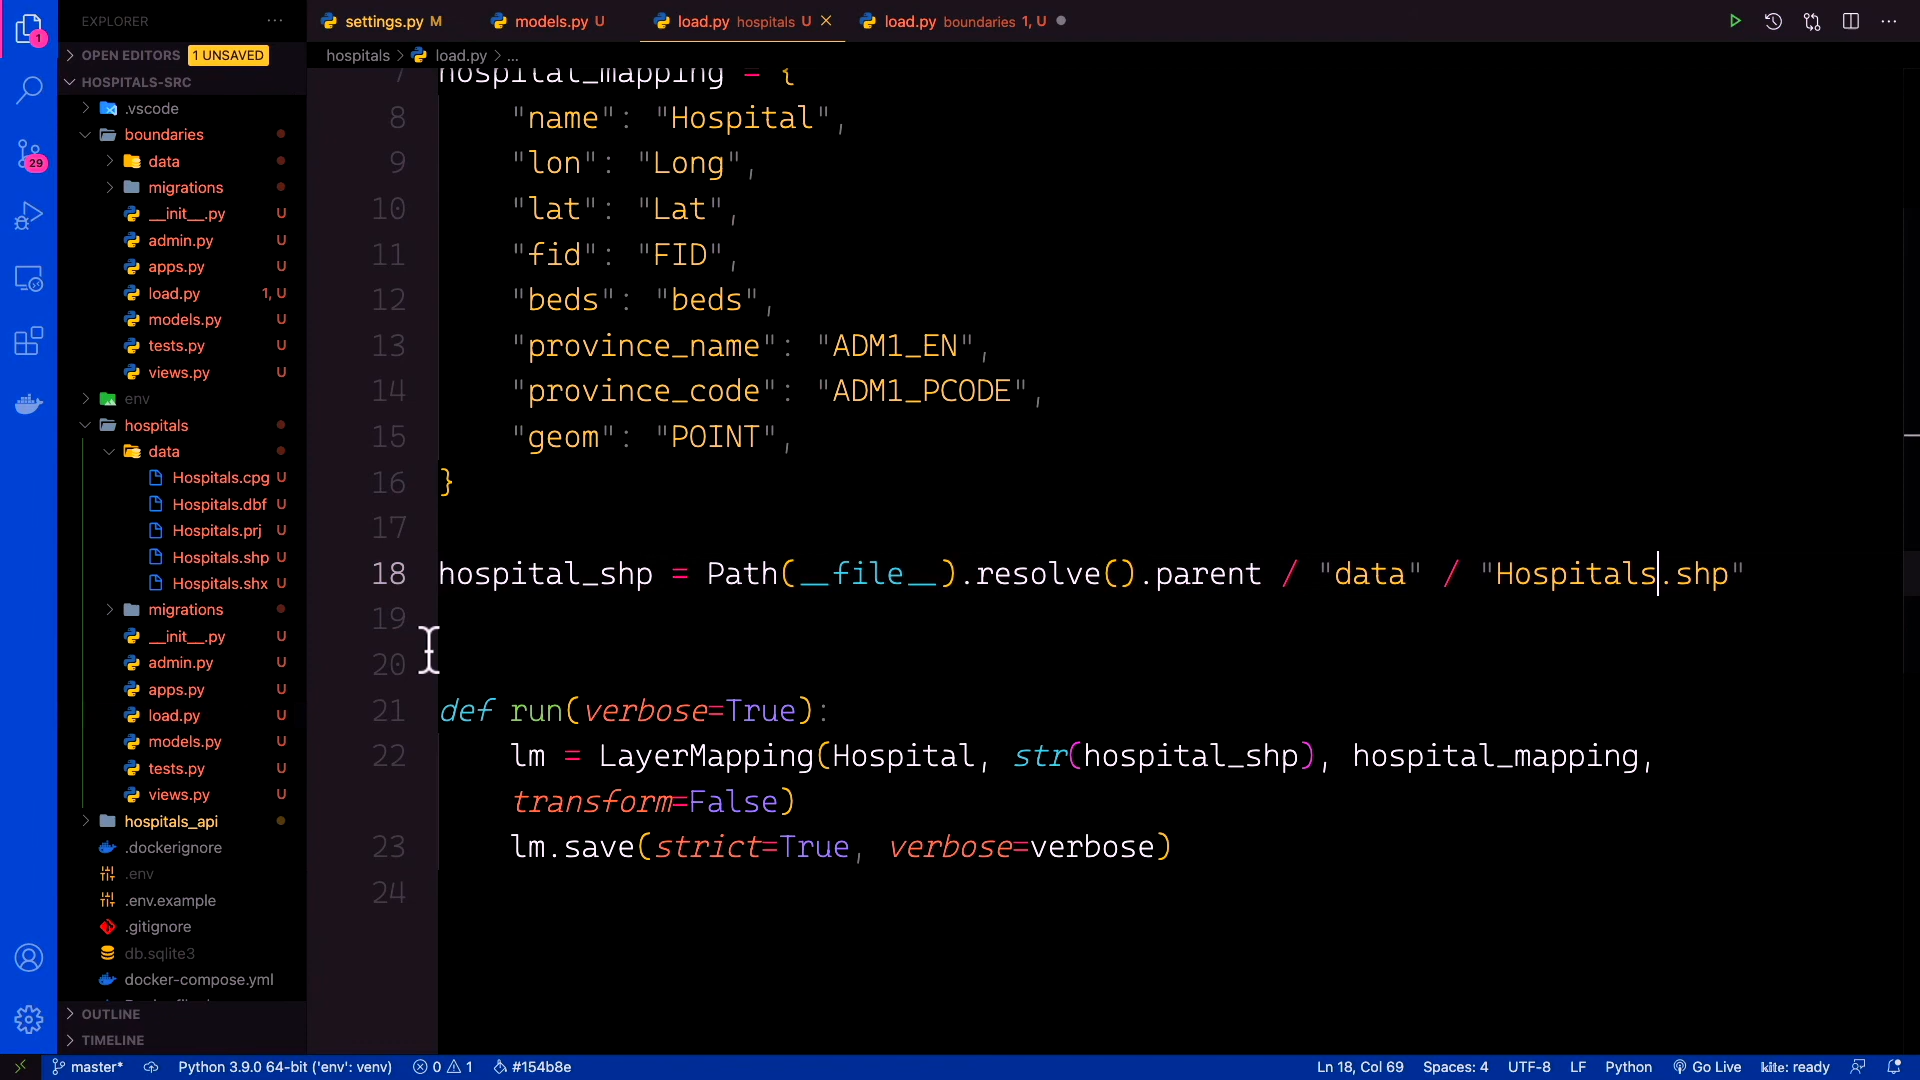 EXPLORER
settings.py M
models.py U
load.py hospitals U
load.py boundaries 1, U
OPEN EDITORS 1 UNSAVED
hospitals > load.py > ...
HOSPITALS-SRC
.vscode
boundaries
data
migrations
__init__.py U
admin.py U
apps.py U
load.py 1, U
models.py U
tests.py U
views.py U
env
hospitals
data
Hospitals.cpg U
Hospitals.dbf U
Hospitals.prj U
Hospitals.shp U
Hospitals.shx U
migrations
__init__.py U
admin.py U
apps.py U
load.py U
models.py U
tests.py U
views.py U
hospitals_api
.dockerignore
.env
.env.example
.gitignore
db.sqlite3
docker-compose.yml
OUTLINE
TIMELINE
1
29
7 hospital_mapping = {
8 "name": "Hospital",
9 "lon": "Long",
10 "lat": "Lat",
11 "fid": "FID",
12 "beds": "beds",
13 "province_name": "ADM1_EN",
14 "province_code": "ADM1_PCODE",
15 "geom": "POINT",
16 }
17
18 hospital_shp = Path(__file__).resolve().parent / "data" / "Hospitals.shp"
19
20
21 def run(verbose=True):
22 lm = LayerMapping(Hospital, str(hospital_shp), hospital_mapping,
transform=False)
23 lm.save(strict=True, verbose=verbose)
24
master* Python 3.9.0 64-bit ('env': venv) 0 1 #154b8e Ln 18, Col 69 Spaces: 4 UTF-8 LF Python Go Live kite: ready